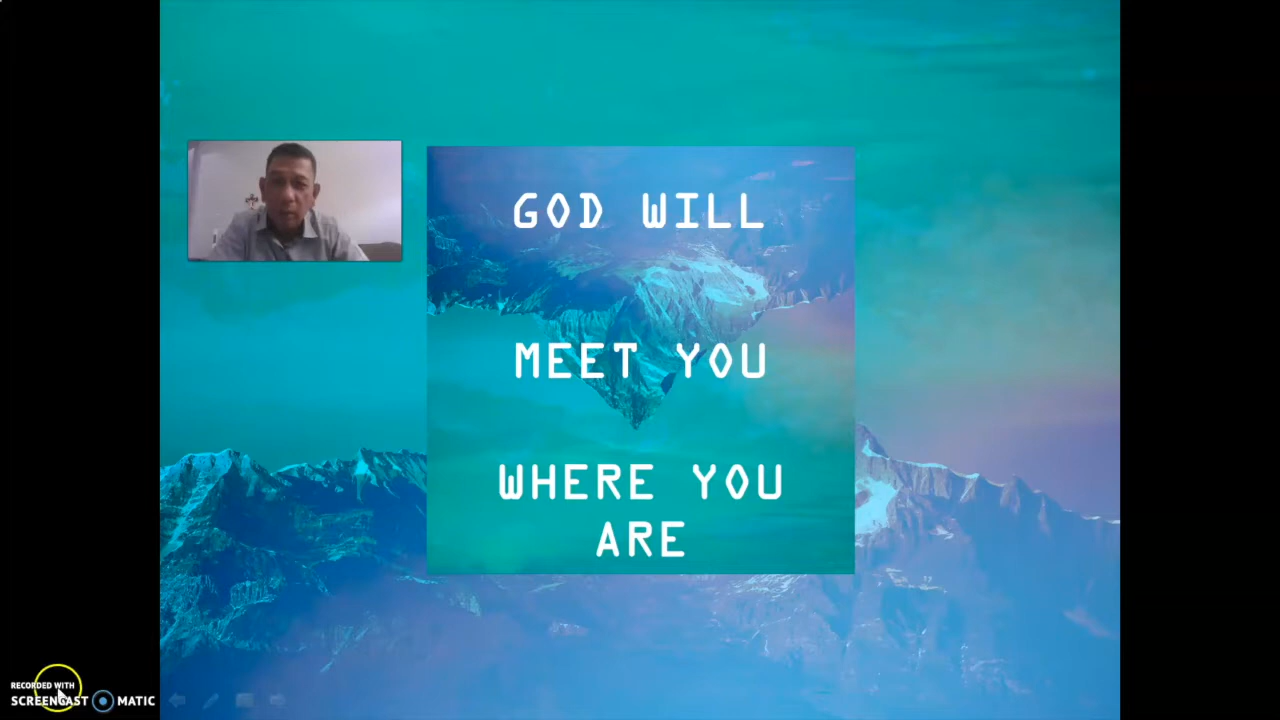 GOD WILL
MEET YOU
WHERE YOU
ARE
RECORDED WITH
SCREENCAST MATIC